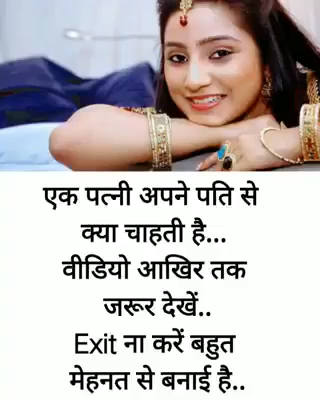 एक पत्नी अपने पति से
क्या चाहती है...
वीडियो आखिर तक
जरूर देखें..
Exit ना करें बहुत
मेहनत से बनाई है..